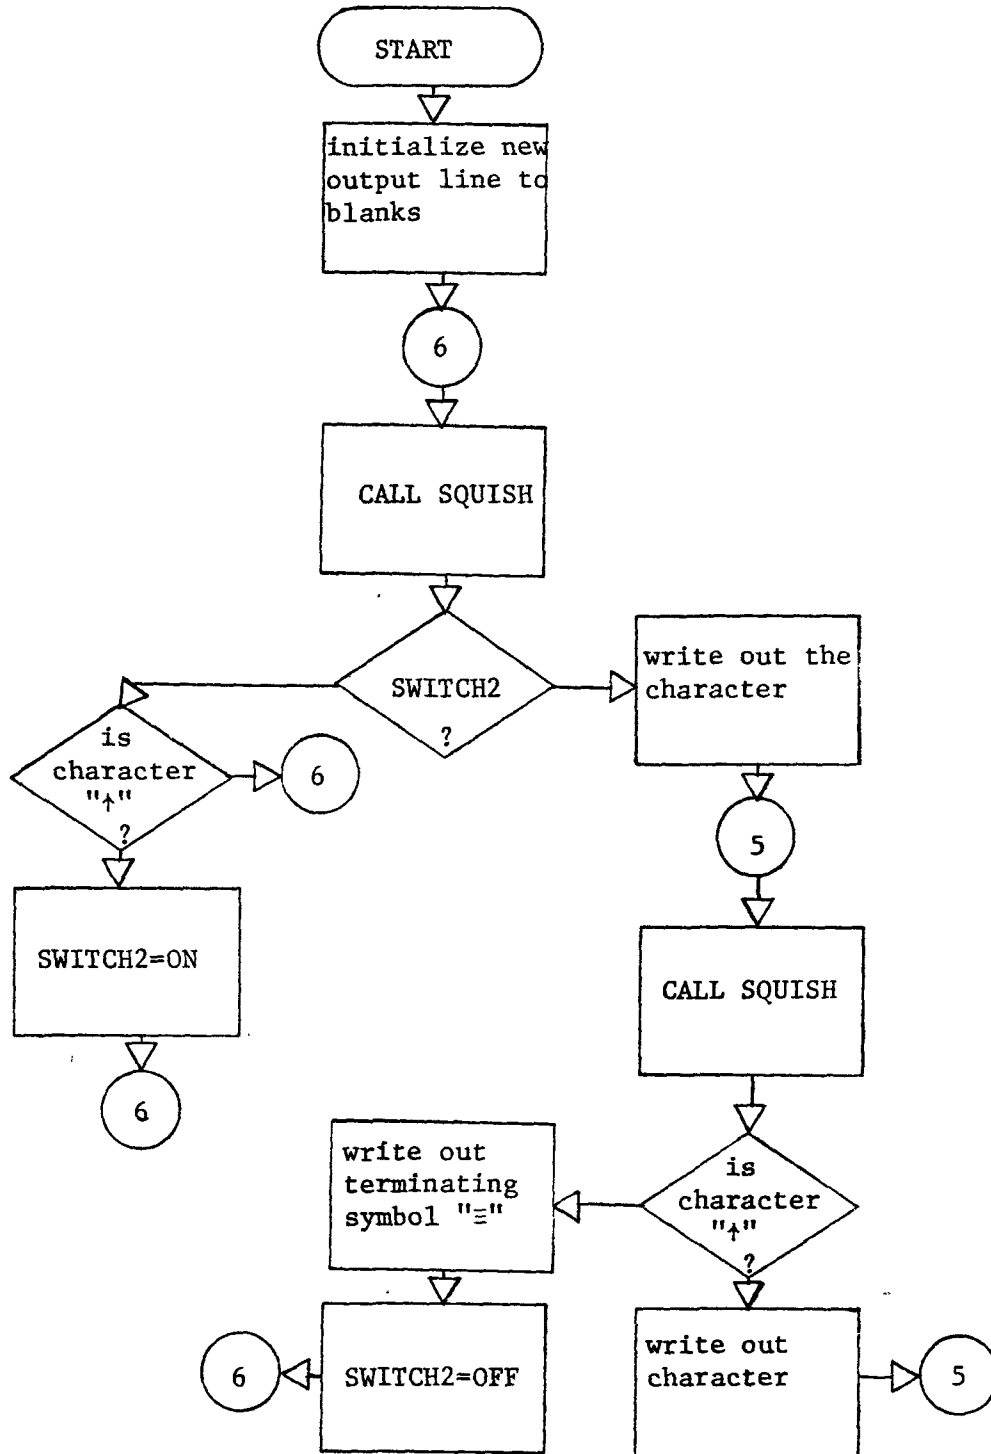 START
initialize new
output line to
blanks
6
CALL SQUISH
SWITCH2
?
write out the
character
is
character
"↑"
?
6
5
SWITCH2=ON
CALL SQUISH
6
write out
terminating
symbol "≡"
is
character
"↑"
?
6
SWITCH2=OFF
write out
character
5